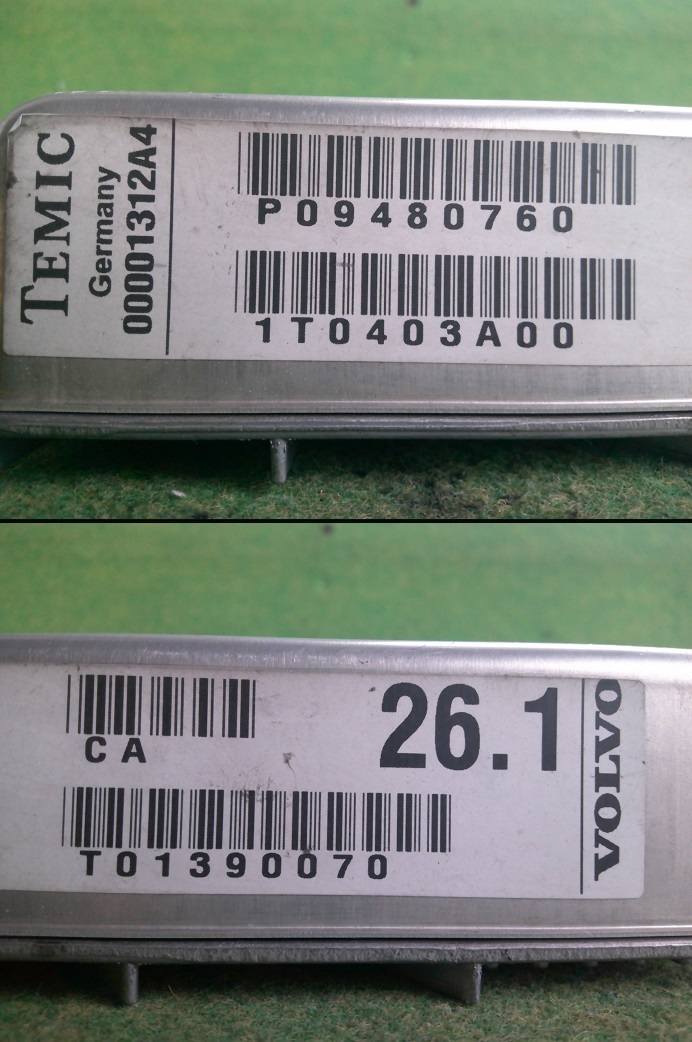 TEMIC
Germany
00001312A4
P09480760
1T0403A00
CA
26.1
T01390070
VOLVO